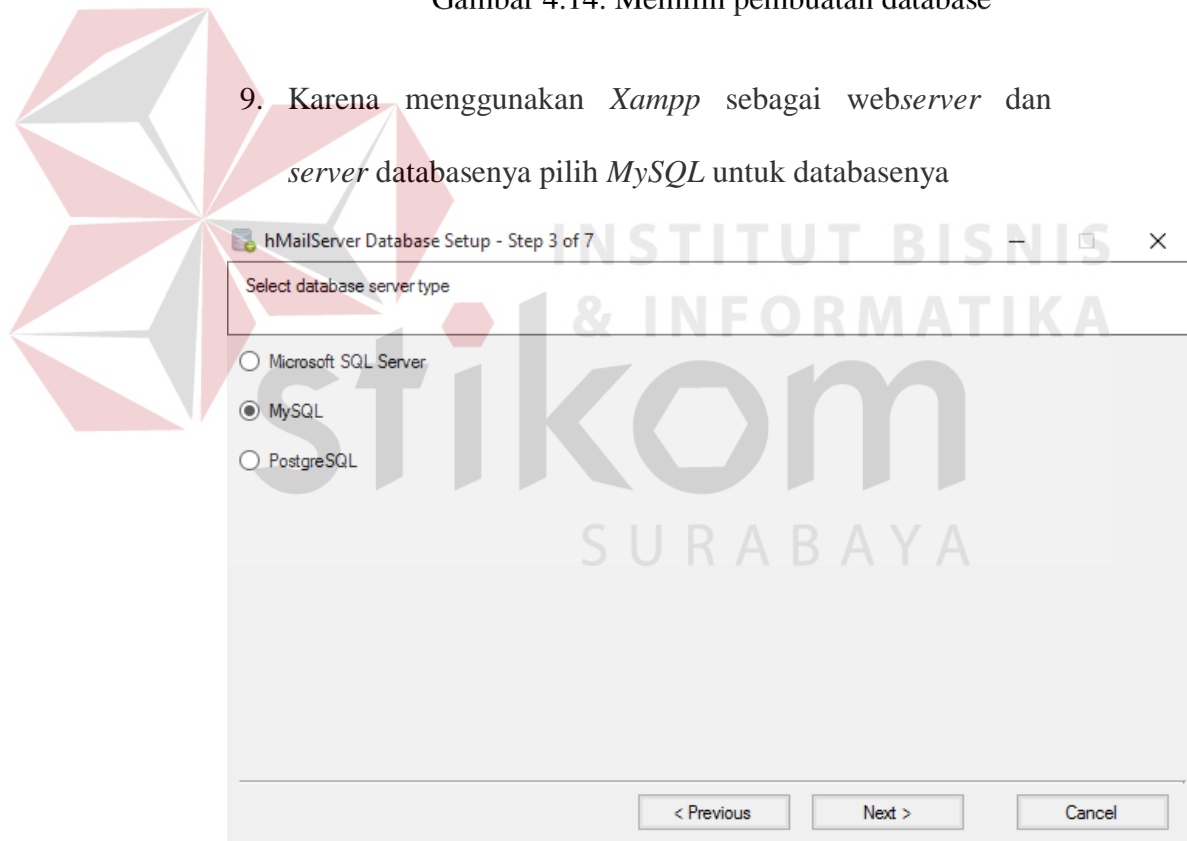 Gambar 4.14. Memilih pembuatan database
9. Karena menggunakan Xampp sebagai webserver dan
server databasenya pilih MySQL untuk databasenya
hMailServer Database Setup - Step 3 of 7
INSTITUT BISNIS
Select database server type
& INFORMATIKA
Microsoft SQL Server
stikom
MySQL
PostgreSQL
SURABAYA
< Previous
Next >
Cancel